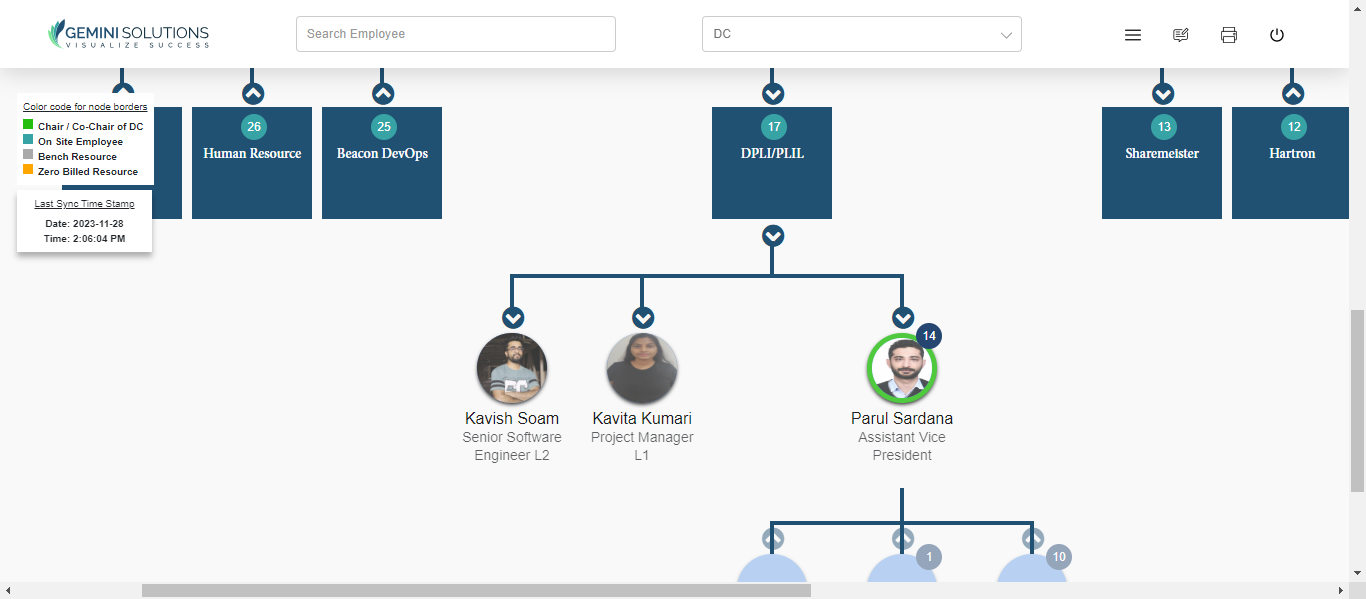 GEMINI SOLUTIONS
VISUALIZE SUCCESS
Search Employee
DC
Color code for node borders
Chair / Co-Chair of DC
On Site Employee
Bench Resource
Zero Billed Resource
Last Sync Time Stamp
Date: 2023-11-28
Time: 2:06:04 PM
26
Human Resource
25
Beacon DevOps
17
DPLI/PLIL
13
Sharemeister
12
Hartron
14
Kavish Soam
Senior Software
Engineer L2
Kavita Kumari
Project Manager
L1
Parul Sardana
Assistant Vice
President
1
10